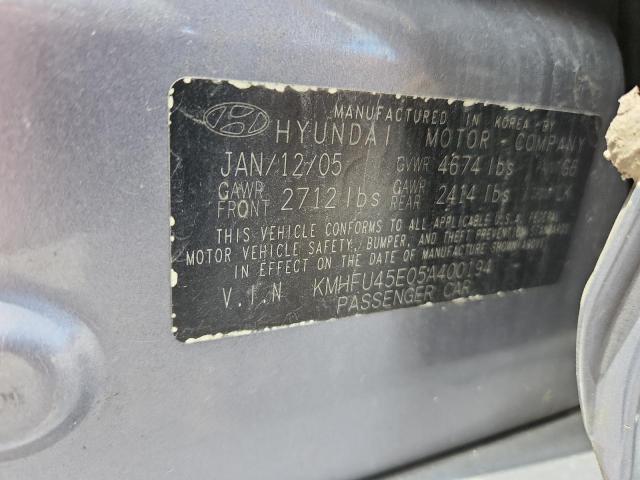 MANUFACTURED IN KOREA BY
HYUNDAI MOTOR COMPANY
JAN/12/05 GVWR 4674 lbs
GAWR FRONT 2712 lbs GAWR REAR 2414 lbs
THIS VEHICLE CONFORMS TO ALL APPLICABLE U.S. FEDERAL
MOTOR VEHICLE SAFETY, BUMPER, AND THEFT PREVENTION STANDARDS
IN EFFECT ON THE DATE OF MANUFACTURE SHOWN ABOVE
V.I.N KMHFU45E05A400194
PASSENGER CAR